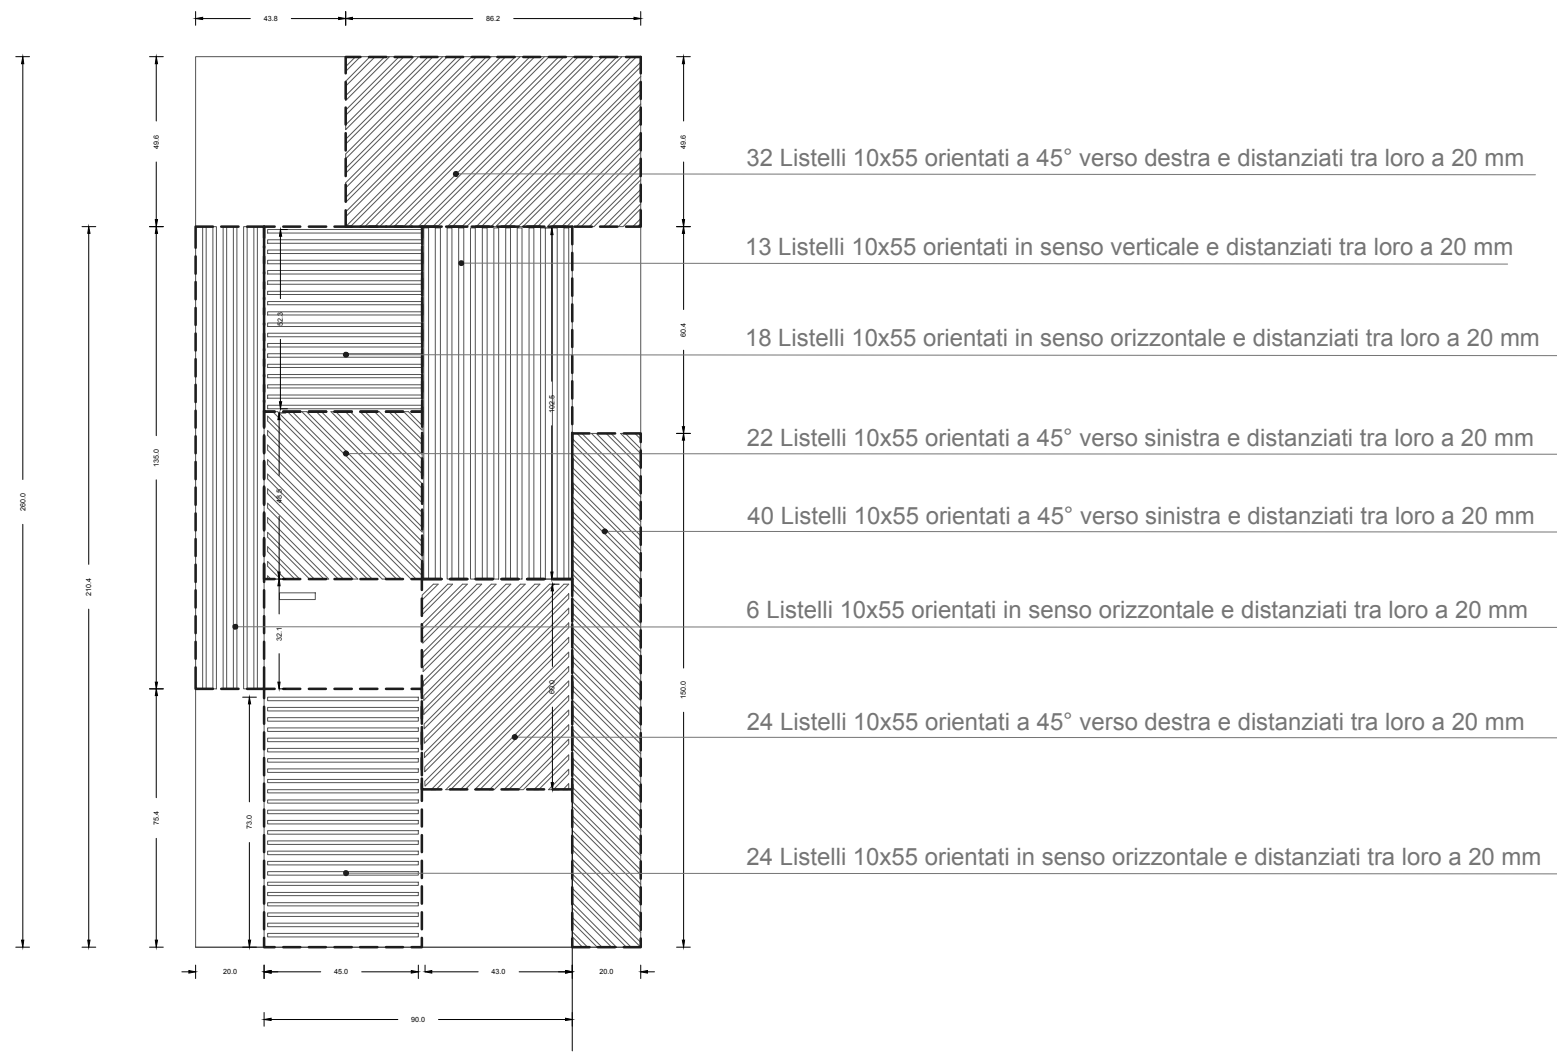 43.8
86.2
49.6
49.6
32 Listelli 10x55 orientati a 45° verso destra e distanziati tra loro a 20 mm
13 Listelli 10x55 orientati in senso verticale e distanziati tra loro a 20 mm
52.3
60.4
18 Listelli 10x55 orientati in senso orizzontale e distanziati tra loro a 20 mm
102.5
22 Listelli 10x55 orientati a 45° verso sinistra e distanziati tra loro a 20 mm
135.0
260.0
40 Listelli 10x55 orientati a 45° verso sinistra e distanziati tra loro a 20 mm
210.4
6 Listelli 10x55 orientati in senso orizzontale e distanziati tra loro a 20 mm
32.1
60.0
150.0
24 Listelli 10x55 orientati a 45° verso destra e distanziati tra loro a 20 mm
75.4
73.0
24 Listelli 10x55 orientati in senso orizzontale e distanziati tra loro a 20 mm
20.0
45.0
43.0
20.0
90.0